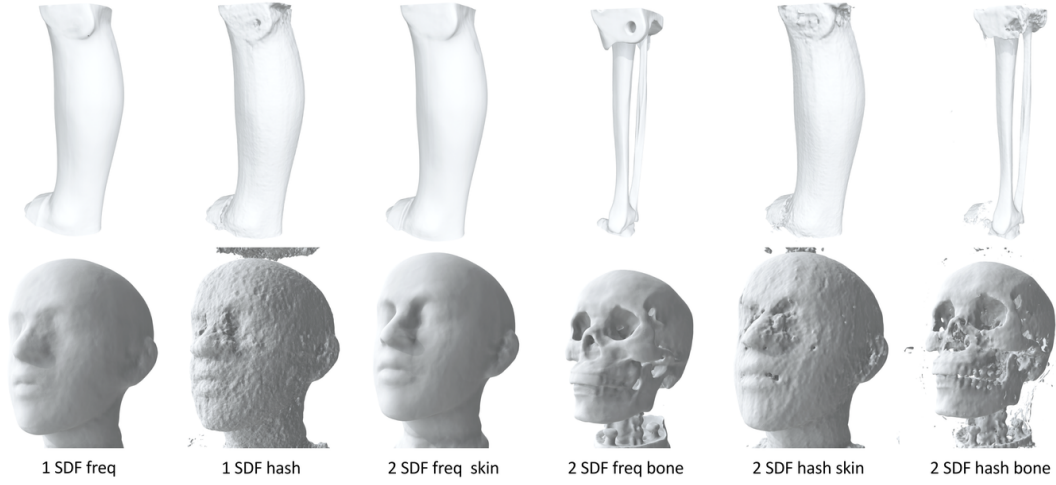 1 SDF freq
1 SDF hash
2 SDF freq skin
2 SDF freq bone
2 SDF hash skin
2 SDF hash bone